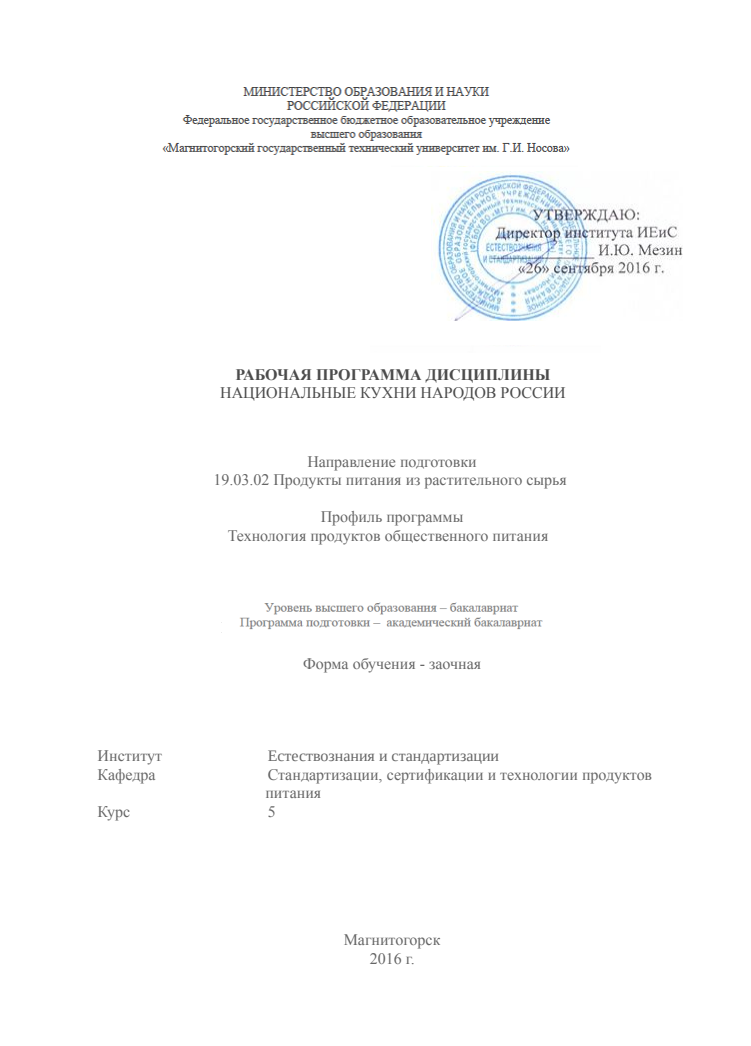 МИНИСТЕРСТВО ОБРАЗОВАНИЯ И НАУКИ
РОССИЙСКОЙ ФЕДЕРАЦИИ
Федеральное государственное бюджетное образовательное учреждение
высшего образования
«Магнитогорский государственный технический университет им. Г.И. Носова»
УТВЕРЖДАЮ:
Директор института ИЕиС
И.Ю. Мезин
«26» сентября 2016 г.
ЕСТЕСТВОЗНАНИЯ
И СТАНДАРТИЗАЦИИ
РАБОЧАЯ ПРОГРАММА ДИСЦИПЛИНЫ
НАЦИОНАЛЬНЫЕ КУХНИ НАРОДОВ РОССИИ
Направление подготовки
19.03.02 Продукты питания из растительного сырья
Профиль программы
Технология продуктов общественного питания
Уровень высшего образования – бакалавриат
Программа подготовки – академический бакалавриат
Форма обучения - заочная
Институт Естествознания и стандартизации
Кафедра Стандартизации, сертификации и технологии продуктов
питания
Курс 5
Магнитогорск
2016 г.